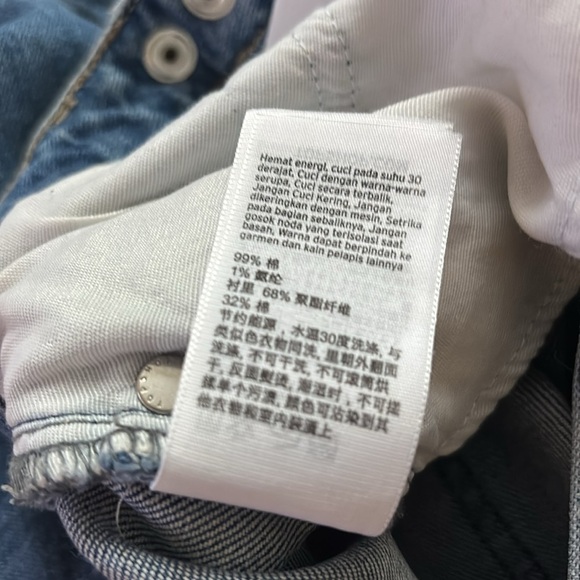 Hemat energi, cuci pada suhu 30
derajat, Cuci dengan warna-warna
serupa, Cuci secara terbalik,
Jangan Cuci Kering, Jangan
dikeringkan dengan mesin, Setrika
pada bagian sebaliknya, Jangan
gosok noda yang terisolasi saat
basah, Warna dapat berpindah ke
garmen dan kain pelapis lainnya
99% 棉
1% 氨纶
衬里 68% 聚酯纤维
32% 棉
节约能源，水温30度洗涤，与
类似色衣物同洗，里朝外翻面
洗涤，不可干洗，不可滚筒烘
干，反面熨烫，潮湿时，不可搓
揉单个污渍，颜色可沾染到其
他衣物和室内装潢上